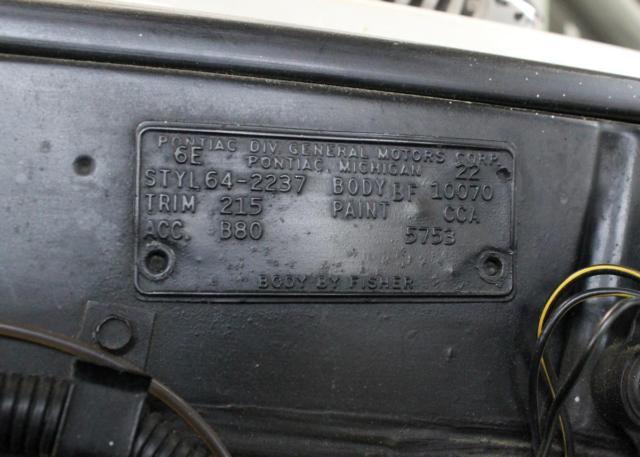 PONTIAC DIV. GENERAL MOTORS CORP.
6E PONTIAC, MICHIGAN 22
STYL 64-2237 BODY BF 10070
TRIM 215 PAINT CCA
ACC. B80 5753
BODY BY FISHER